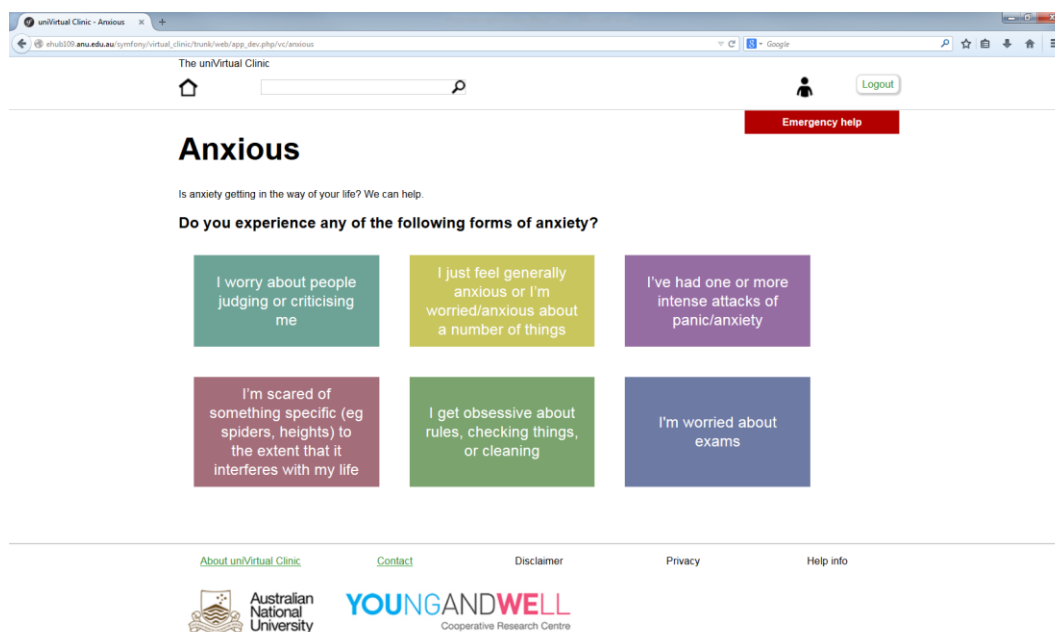 uniVirtual Clinic - Anxious
ehub109.anu.edu.au/symfony/virtual_clinic/trunk/web/app_dev.php/vc/anxious
Google
The uniVirtual Clinic
Logout
Emergency help
Anxious
Is anxiety getting in the way of your life? We can help.
Do you experience any of the following forms of anxiety?
I worry about people
judging or criticising
me
I just feel generally
anxious or I'm
worried/anxious about
a number of things
I've had one or more
intense attacks of
panic/anxiety
I'm scared of
something specific (eg
spiders, heights) to
the extent that it
interferes with my life
I get obsessive about
rules, checking things,
or cleaning
I'm worried about
exams
About uniVirtual Clinic
Contact
Disclaimer
Privacy
Help info
Australian
National
University
YOUNGANDWELL
Cooperative Research Centre